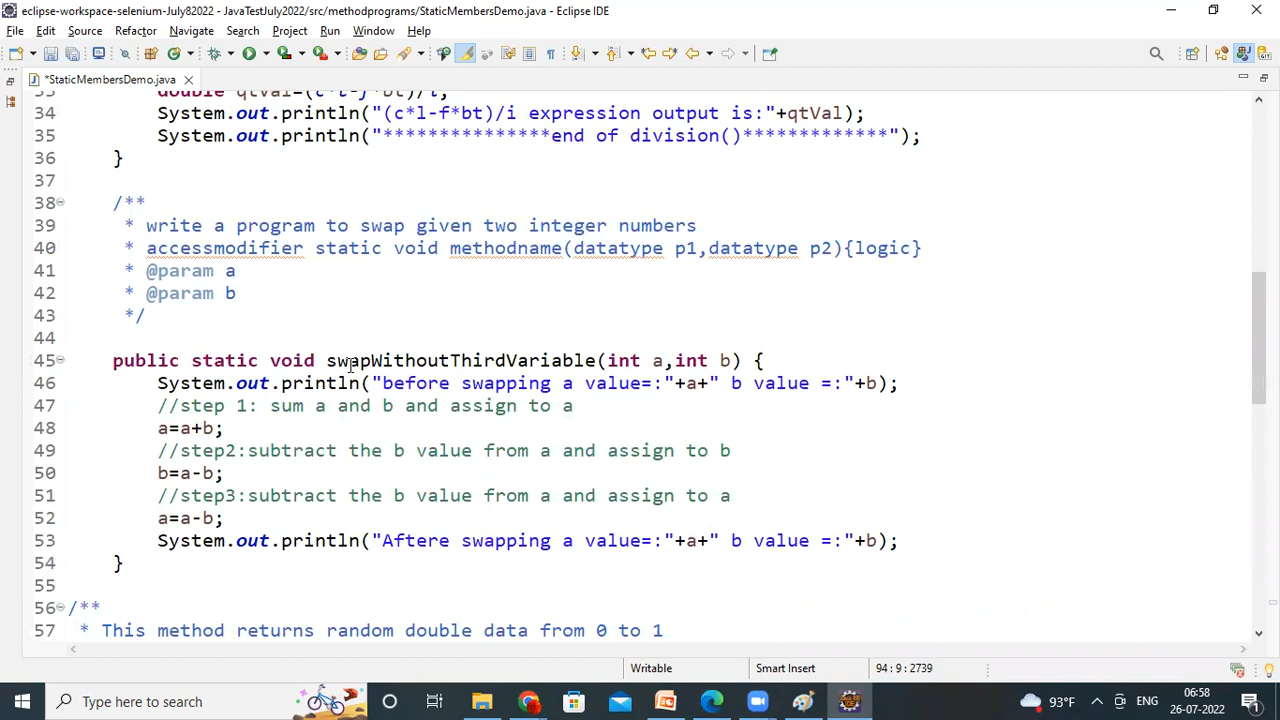 eclipse-workspace-selenium-July82022 - JavaTestJuly2022/src/methodprograms/StaticMembersDemo.java - Eclipse IDE
File Edit Source Refactor Navigate Search Project Run Window Help
*StaticMembersDemo.java
34 System.out.println("(c*l-f*bt)/i expression output is:"+qtVal);
35 System.out.println("***************end of division()*************");
36 }
37
38 /**
39 * write a program to swap given two integer numbers
40 * accessmodifier static void methodname(datatype p1,datatype p2){logic}
41 * @param a
42 * @param b
43 */
44
45 public static void swapWithoutThirdVariable(int a,int b) {
46 System.out.println("before swapping a value=:"+a+" b value =:"+b);
47 //step 1: sum a and b and assign to a
48 a=a+b;
49 //step2:subtract the b value from a and assign to b
50 b=a-b;
51 //step3:subtract the b value from a and assign to a
52 a=a-b;
53 System.out.println("Aftere swapping a value=:"+a+" b value =:"+b);
54 }
55
56 /**
57 * This method returns random double data from 0 to 1
Writable Smart Insert 94 : 9 : 2739
Type here to search
93°F ENG 06:58
26-07-2022